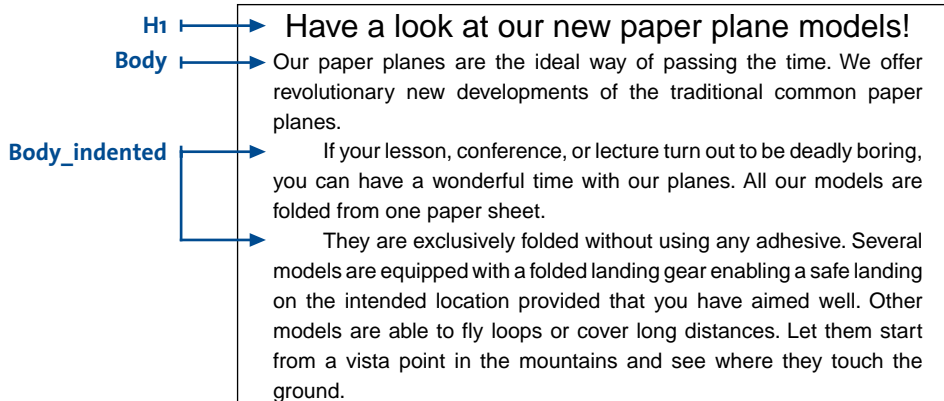 H1
Have a look at our new paper plane models!
Body
Our paper planes are the ideal way of passing the time. We offer
revolutionary new developments of the traditional common paper
planes.
Body_indented
If your lesson, conference, or lecture turn out to be deadly boring,
you can have a wonderful time with our planes. All our models are
folded from one paper sheet.
They are exclusively folded without using any adhesive. Several
models are equipped with a folded landing gear enabling a safe landing
on the intended location provided that you have aimed well. Other
models are able to fly loops or cover long distances. Let them start
from a vista point in the mountains and see where they touch the
ground.